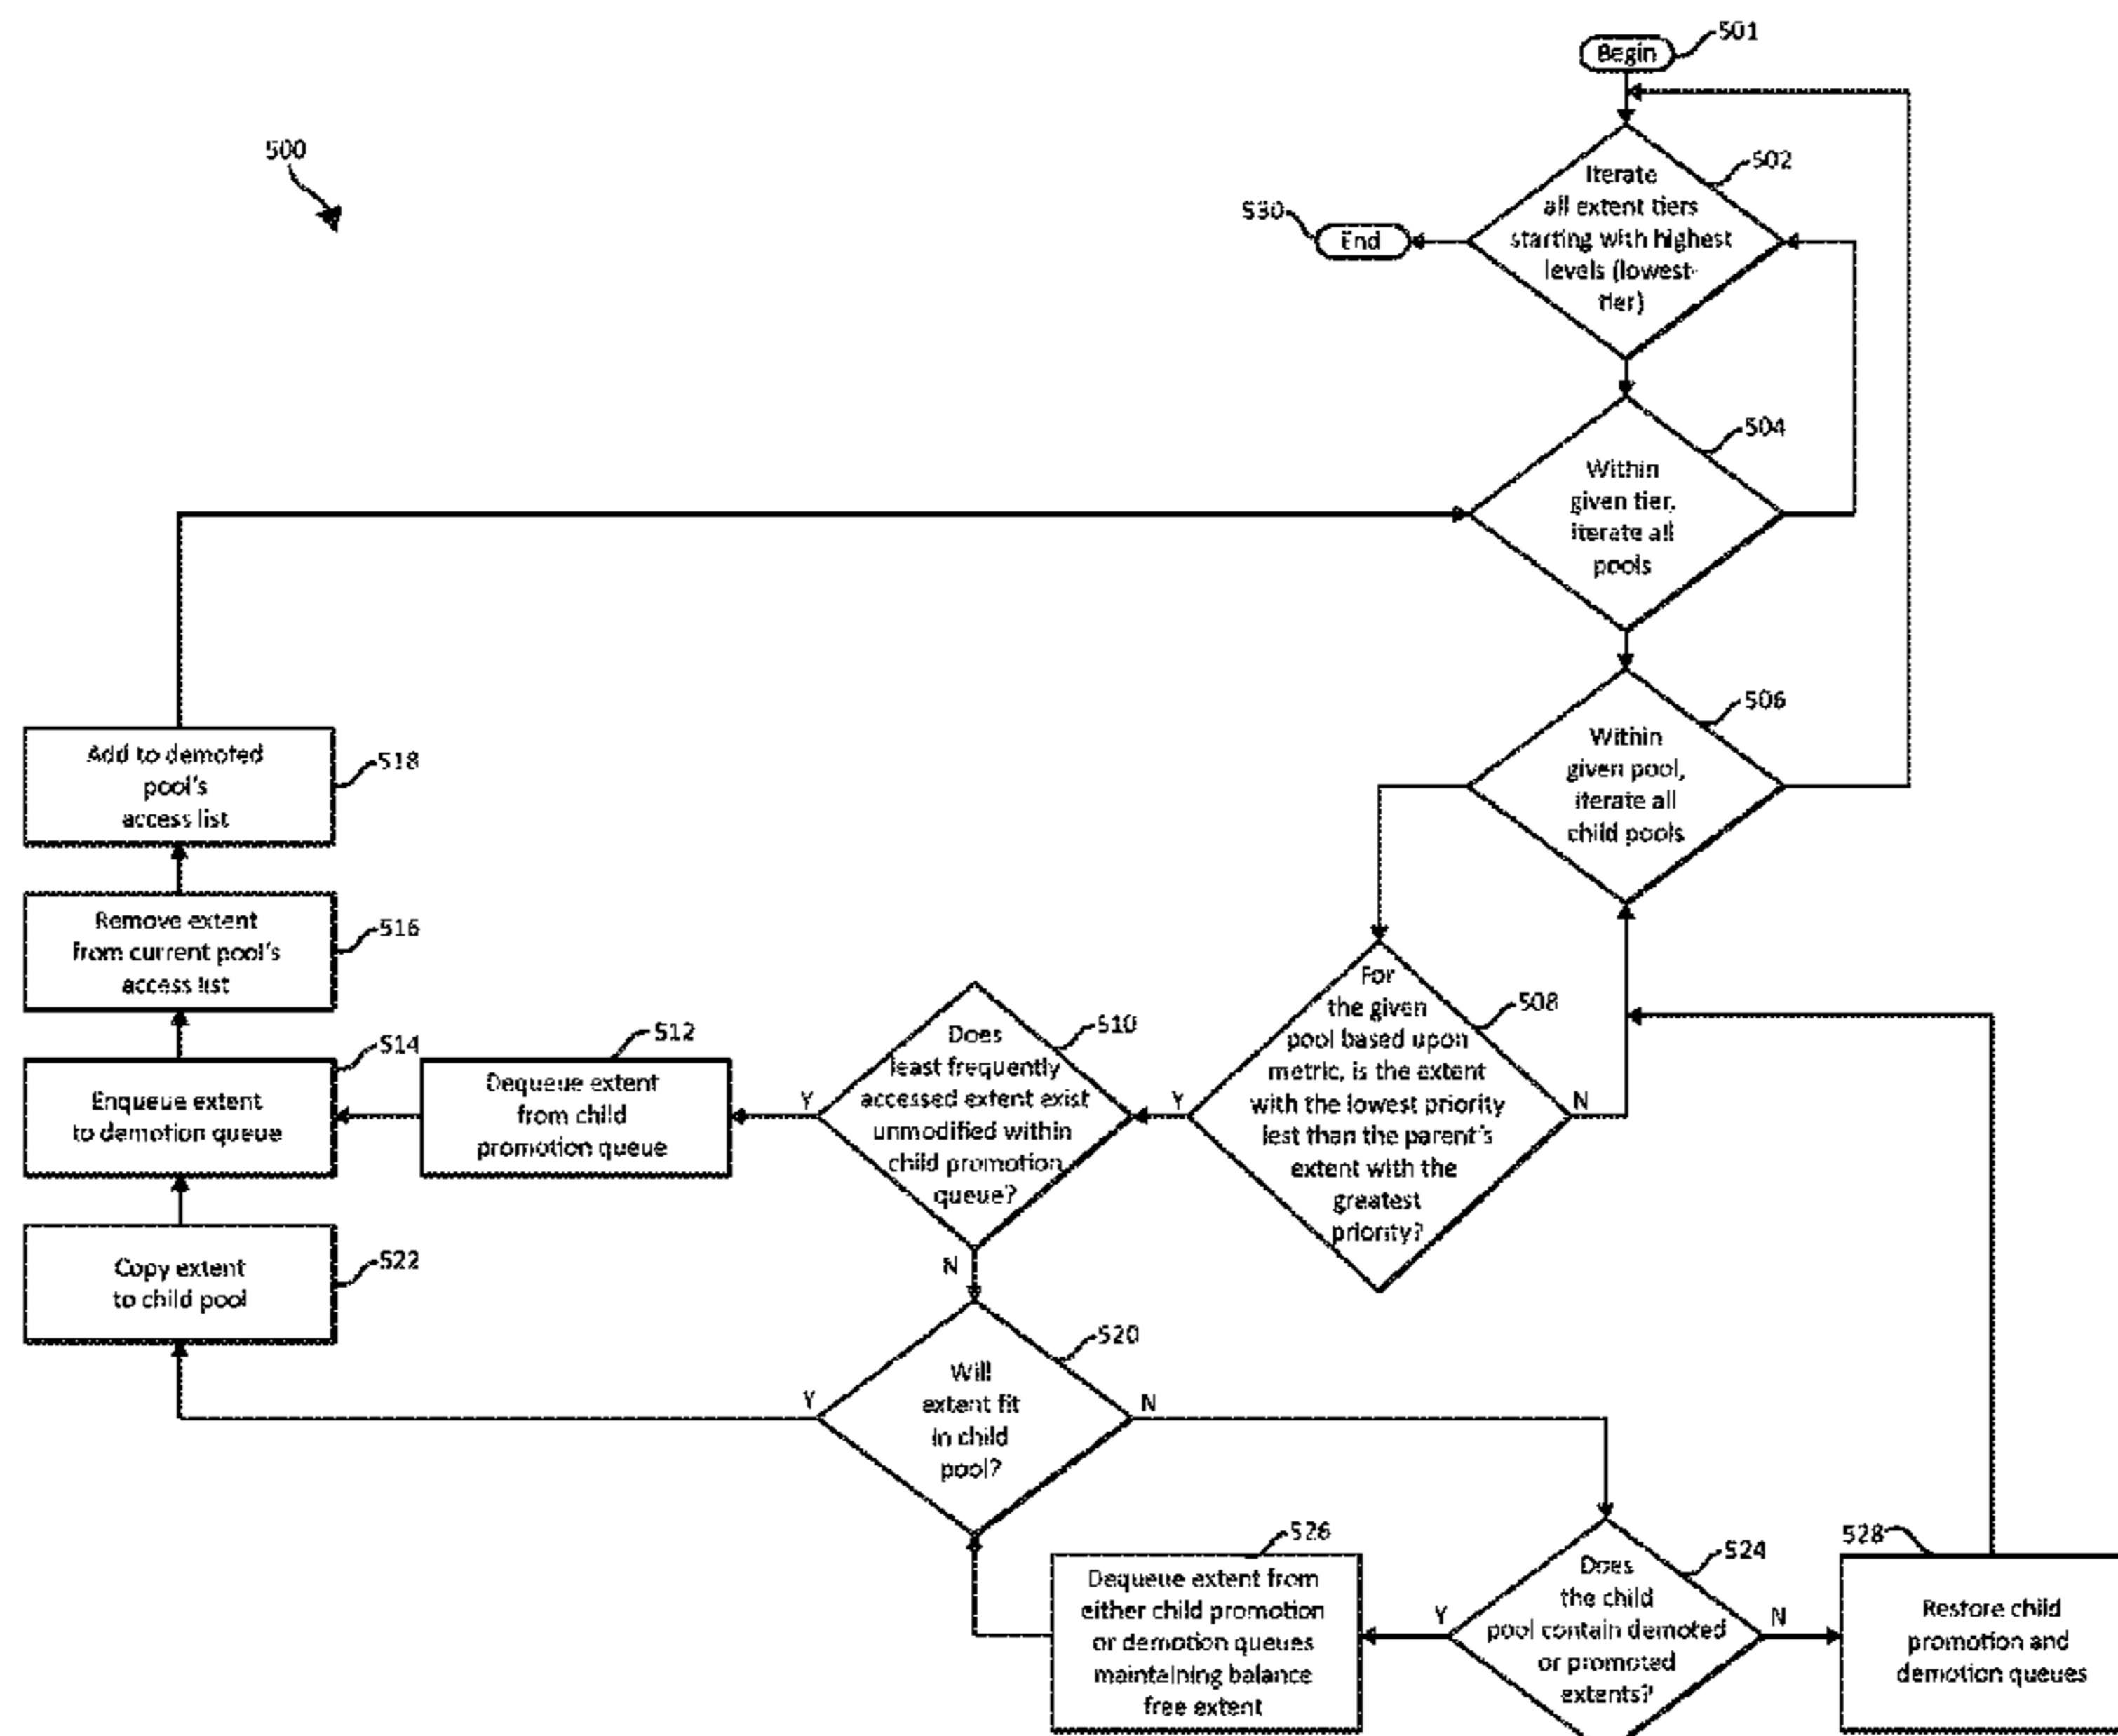 501
Begin
500
502
Iterate
all extent tiers
starting with highest
levels (lowest-
tier)
530
End
504
Within
given tier,
iterate all
pools
506
Within
given pool,
iterate all
child pools
Add to demoted
pool's
access list
518
Remove extent
from current pool's
access list
516
For
the given
pool based upon
metric, is the extent
with the lowest priority
lest than the parent's
extent with the
greatest
priority?
508
Y
N
Does
least frequently
accessed extent exist
unmodified within
child promotion
queue?
510
Y
N
512
Dequeue extent
from child
promotion queue
514
Enqueue extent
to demotion queue
Copy extent
to child pool
522
520
Will
extent fit
in child
pool?
Y
N
526
Dequeue extent from
either child promotion
or demotion queues
maintaining balance
free extent
524
Does
the child
pool contain demoted
or promoted
extents?
Y
N
528
Restore child
promotion and
demotion queues